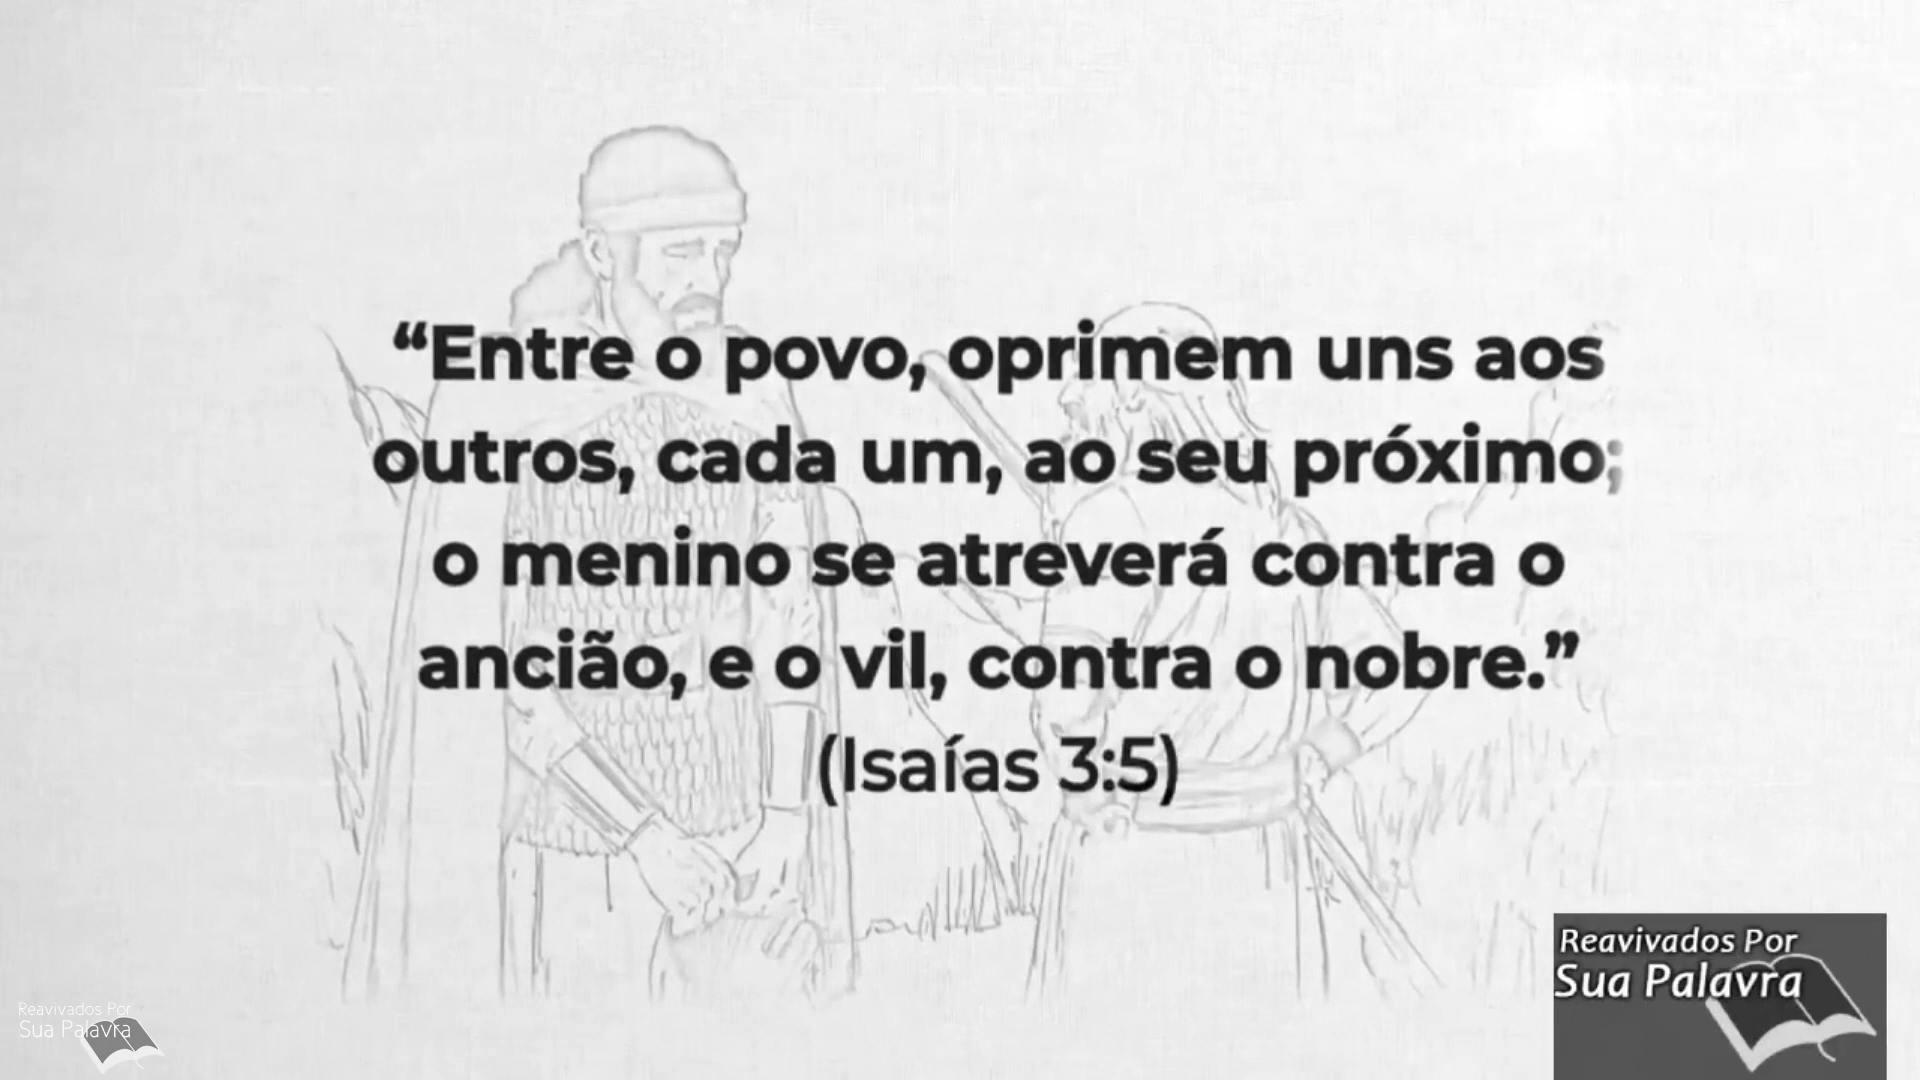 “Entre o povo, oprimem uns aos
outros, cada um, ao seu próximo;
o menino se atreverá contra o
ancião, e o vil, contra o nobre.”
(Isaías 3:5)
Reavivados Por
Sua Palavra
Reavivados Por
Sua Palavra